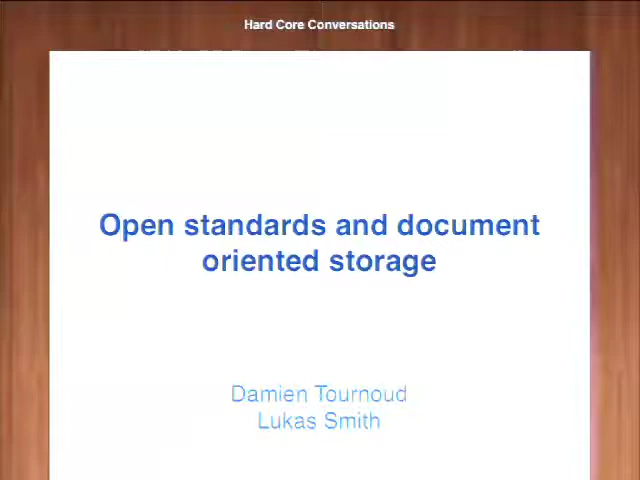 Hard Core Conversations
Open standards and document
oriented storage
Damien Tournoud
Lukas Smith